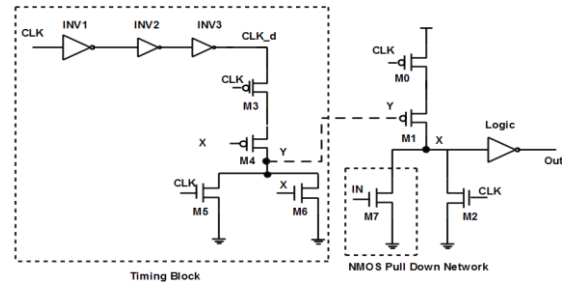 INV1
INV2
INV3
CLK
CLK_d
CLK
M3
X
M4
Y
CLK
M5
X
M6
Timing Block
CLK
M0
Y
M1
X
Logic
Out
IN
M7
CLK
M2
NMOS Pull Down Network